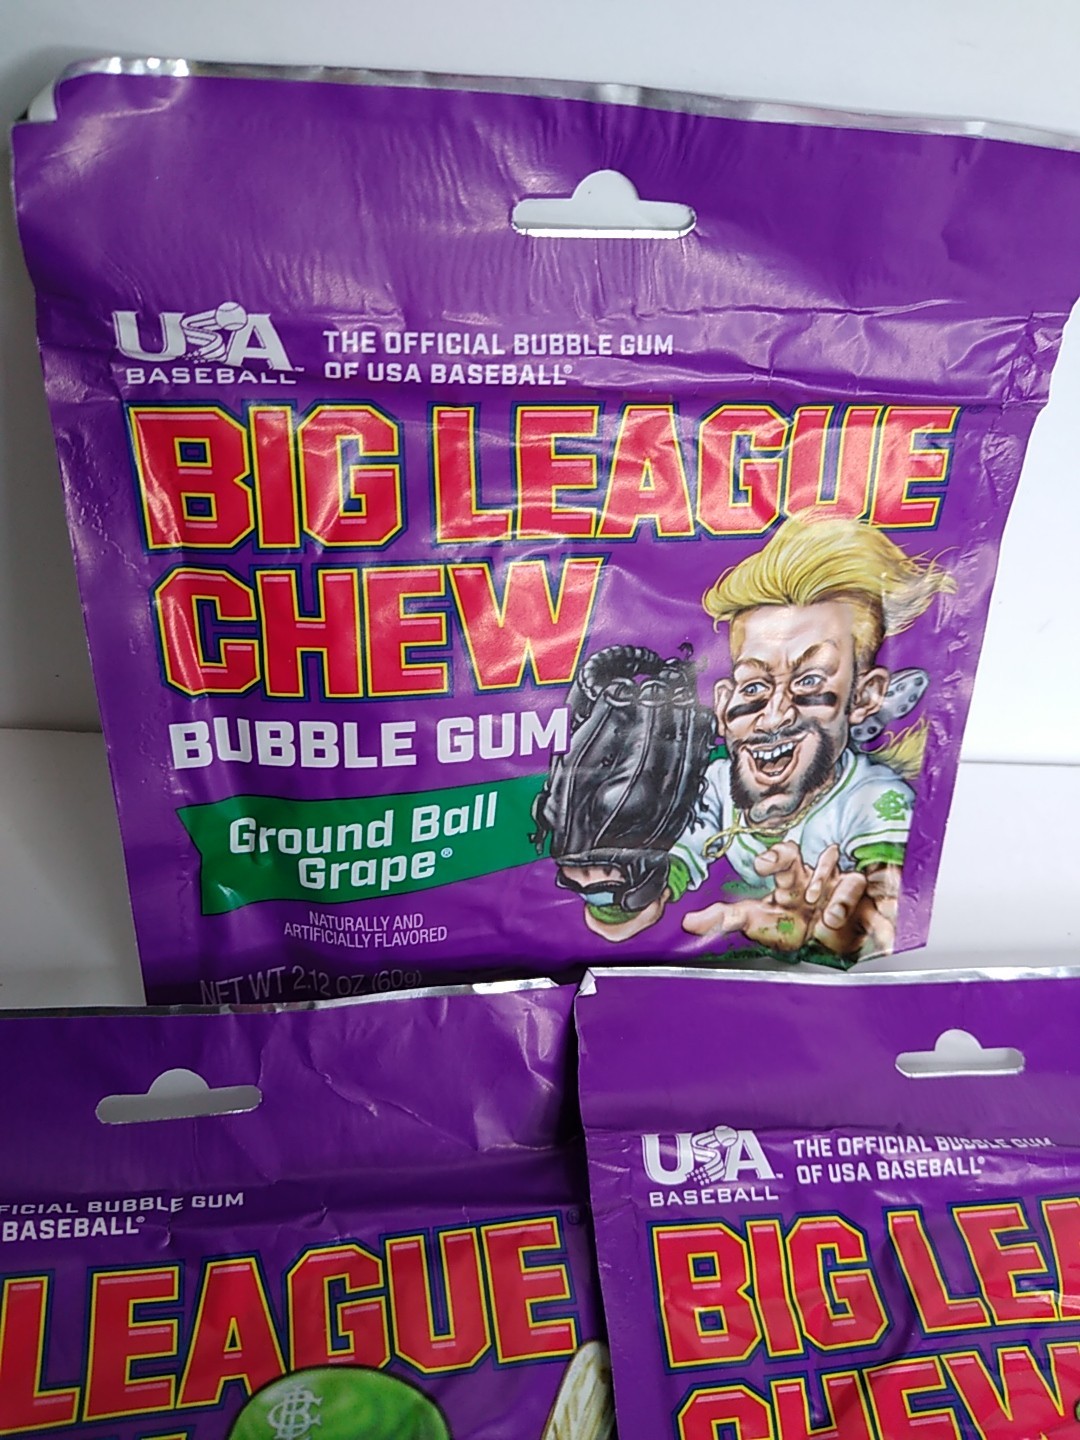 USA
BASEBALL™
THE OFFICIAL BUBBLE GUM
OF USA BASEBALL®
BIG LEAGUE
CHEW
BUBBLE GUM
Ground Ball
Grape®
NATURALLY AND
ARTIFICIALLY FLAVORED
NET WT 2.12 OZ (60g)
FICIAL BUBBLE GUM
BASEBALL®
LEAGUE
USA
BASEBALL
THE OFFICIAL BUBBLE GUM
OF USA BASEBALL®
BIG LEA
CHEW